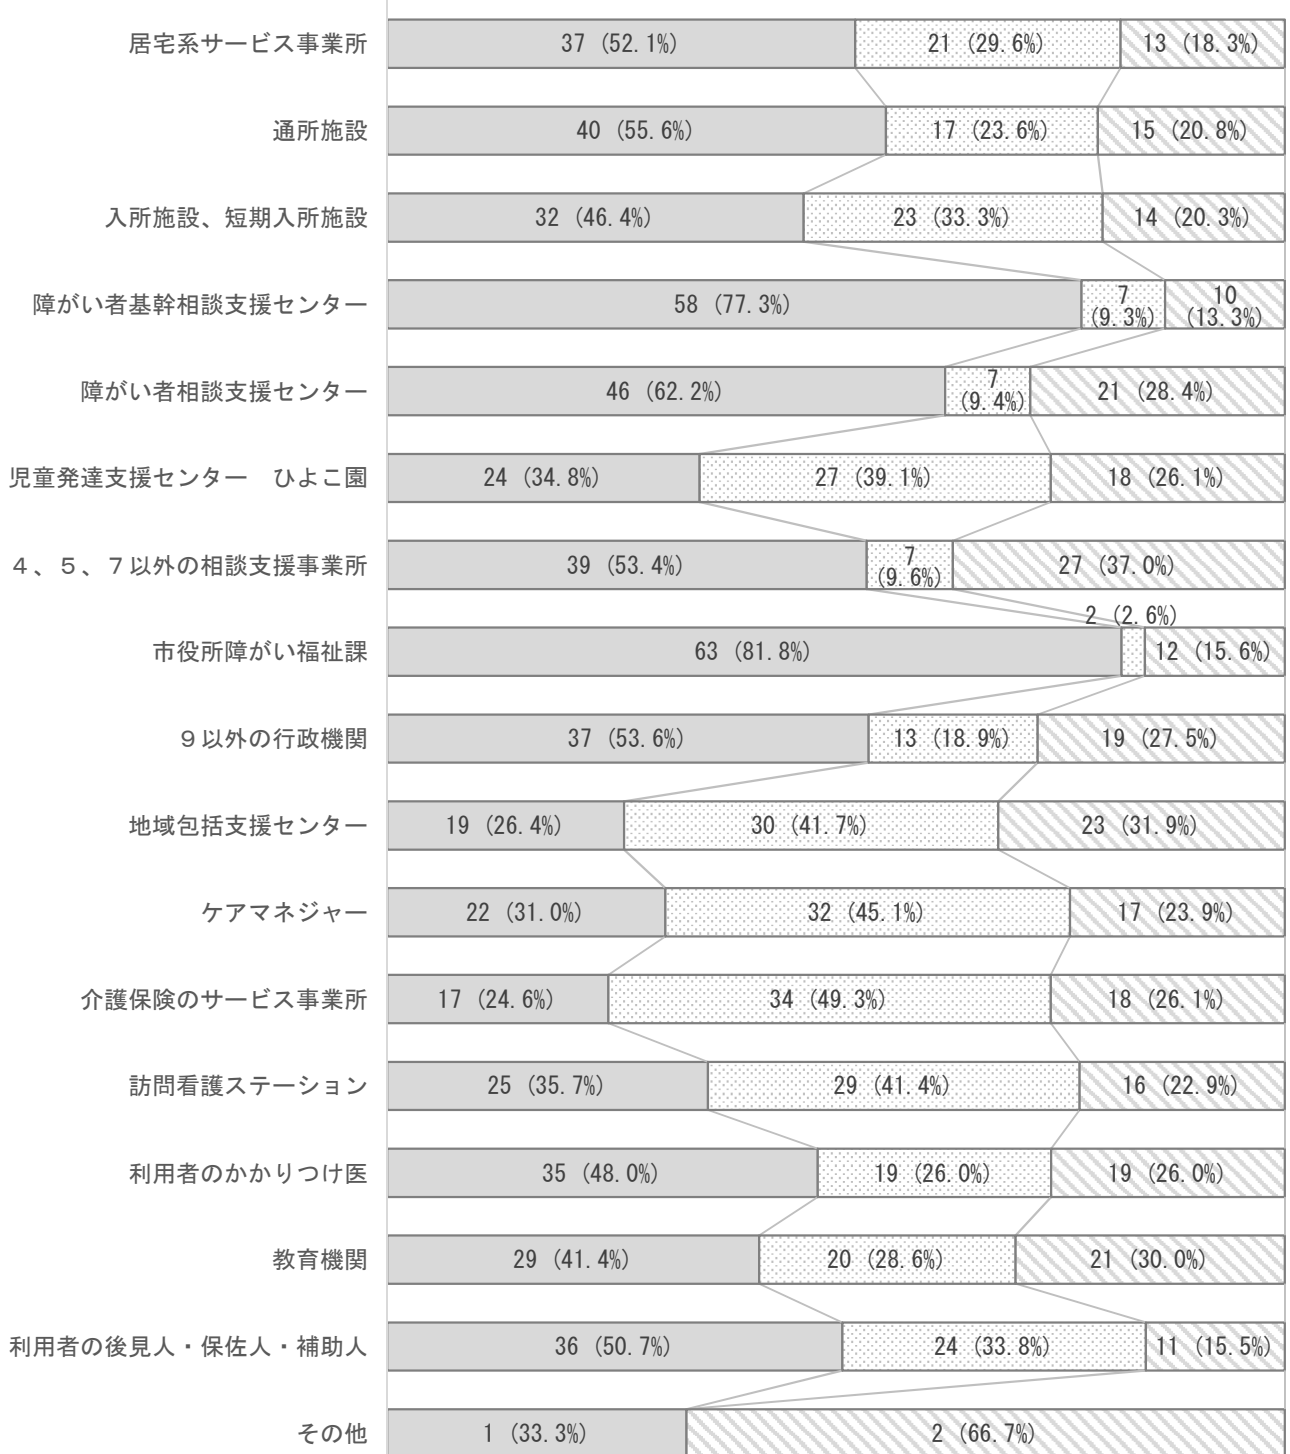 居宅系サービス事業所 37 (52.1%) 21 (29.6%) 13 (18.3%)
通所施設 40 (55.6%) 17 (23.6%) 15 (20.8%)
入所施設、短期入所施設 32 (46.4%) 23 (33.3%) 14 (20.3%)
障がい者基幹相談支援センター 58 (77.3%) 7 (9.3%) 10 (13.3%)
障がい者相談支援センター 46 (62.2%) 7 (9.4%) 21 (28.4%)
児童発達支援センター　ひよこ園 24 (34.8%) 27 (39.1%) 18 (26.1%)
４、５、７以外の相談支援事業所 39 (53.4%) 7 (9.6%) 27 (37.0%)
市役所障がい福祉課 63 (81.8%) 2 (2.6%) 12 (15.6%)
９以外の行政機関 37 (53.6%) 13 (18.9%) 19 (27.5%)
地域包括支援センター 19 (26.4%) 30 (41.7%) 23 (31.9%)
ケアマネジャー 22 (31.0%) 32 (45.1%) 17 (23.9%)
介護保険のサービス事業所 17 (24.6%) 34 (49.3%) 18 (26.1%)
訪問看護ステーション 25 (35.7%) 29 (41.4%) 16 (22.9%)
利用者のかかりつけ医 35 (48.0%) 19 (26.0%) 19 (26.0%)
教育機関 29 (41.4%) 20 (28.6%) 21 (30.0%)
利用者の後見人・保佐人・補助人 36 (50.7%) 24 (33.8%) 11 (15.5%)
その他 1 (33.3%) 2 (66.7%)